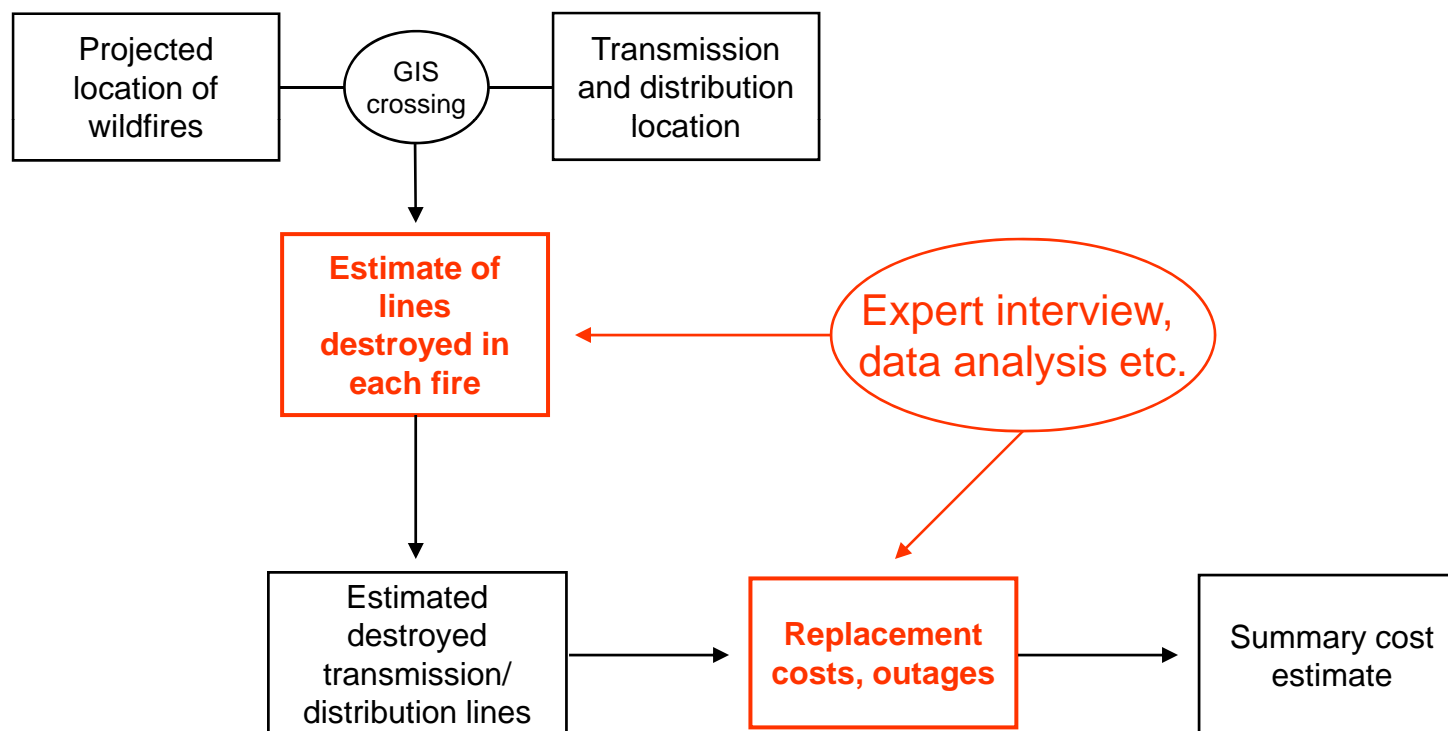 Projected
location of
wildfires
GIS
crossing
Transmission
and distribution
location
Estimate of
lines
destroyed in
each fire
Expert interview,
data analysis etc.
Estimated
destroyed
transmission/
distribution lines
Replacement
costs, outages
Summary cost
estimate